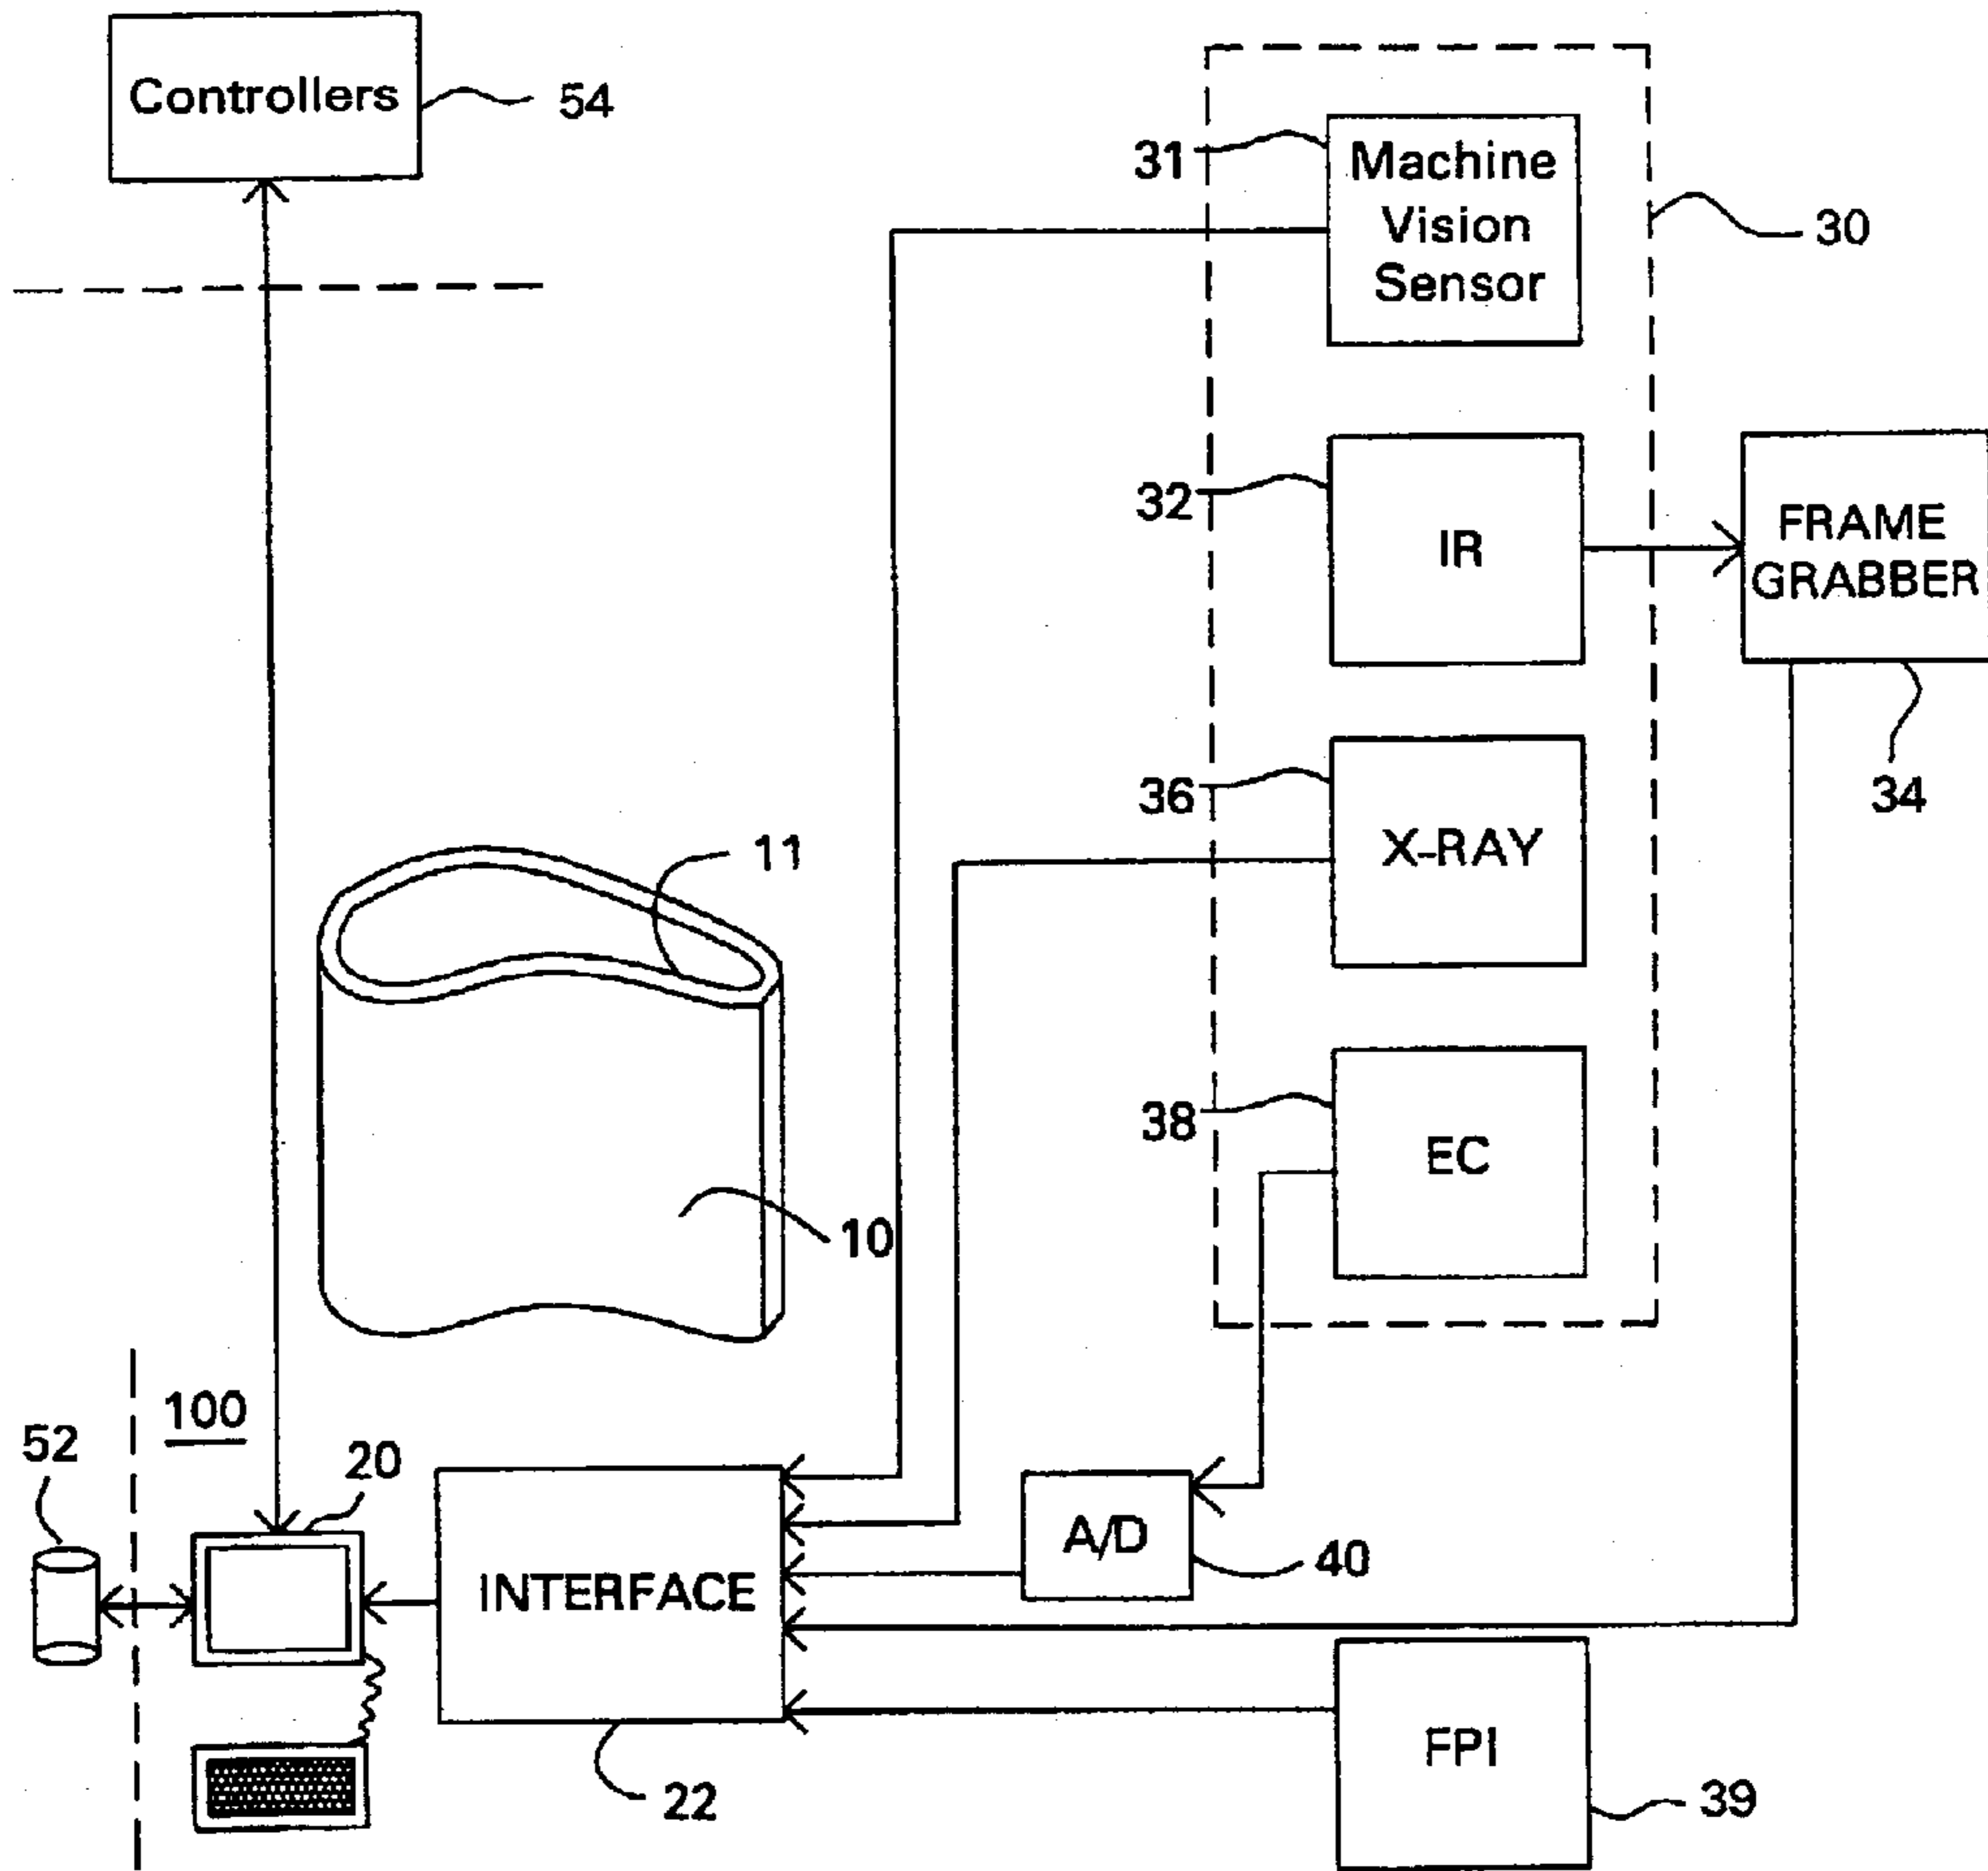 Controllers
54
31
Machine
Vision
Sensor
30
32
IR
FRAME
GRABBER
34
36
X-RAY
11
38
EC
10
100
52
20
INTERFACE
A/D
40
22
FPI
39